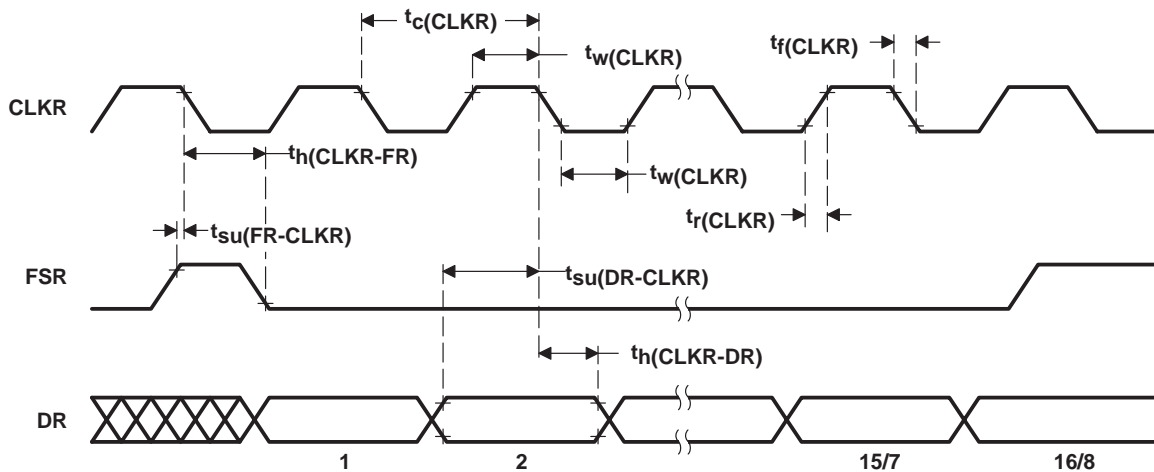 tc(CLKR)
tw(CLKR)
tf(CLKR)
CLKR
th(CLKR-FR)
tw(CLKR)
tr(CLKR)
tsu(FR-CLKR)
FSR
tsu(DR-CLKR)
th(CLKR-DR)
DR
1 2 15/7 16/8